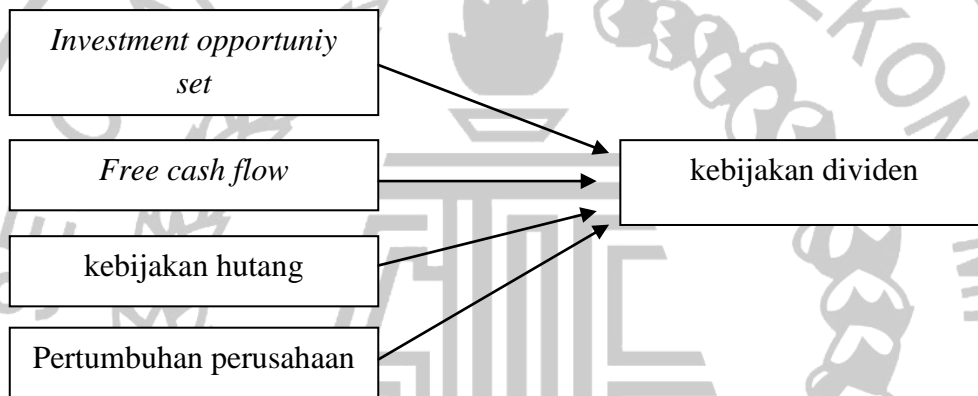 Investment opportuniy
set
Free cash flow
kebijakan dividen
kebijakan hutang
Pertumbuhan perusahaan